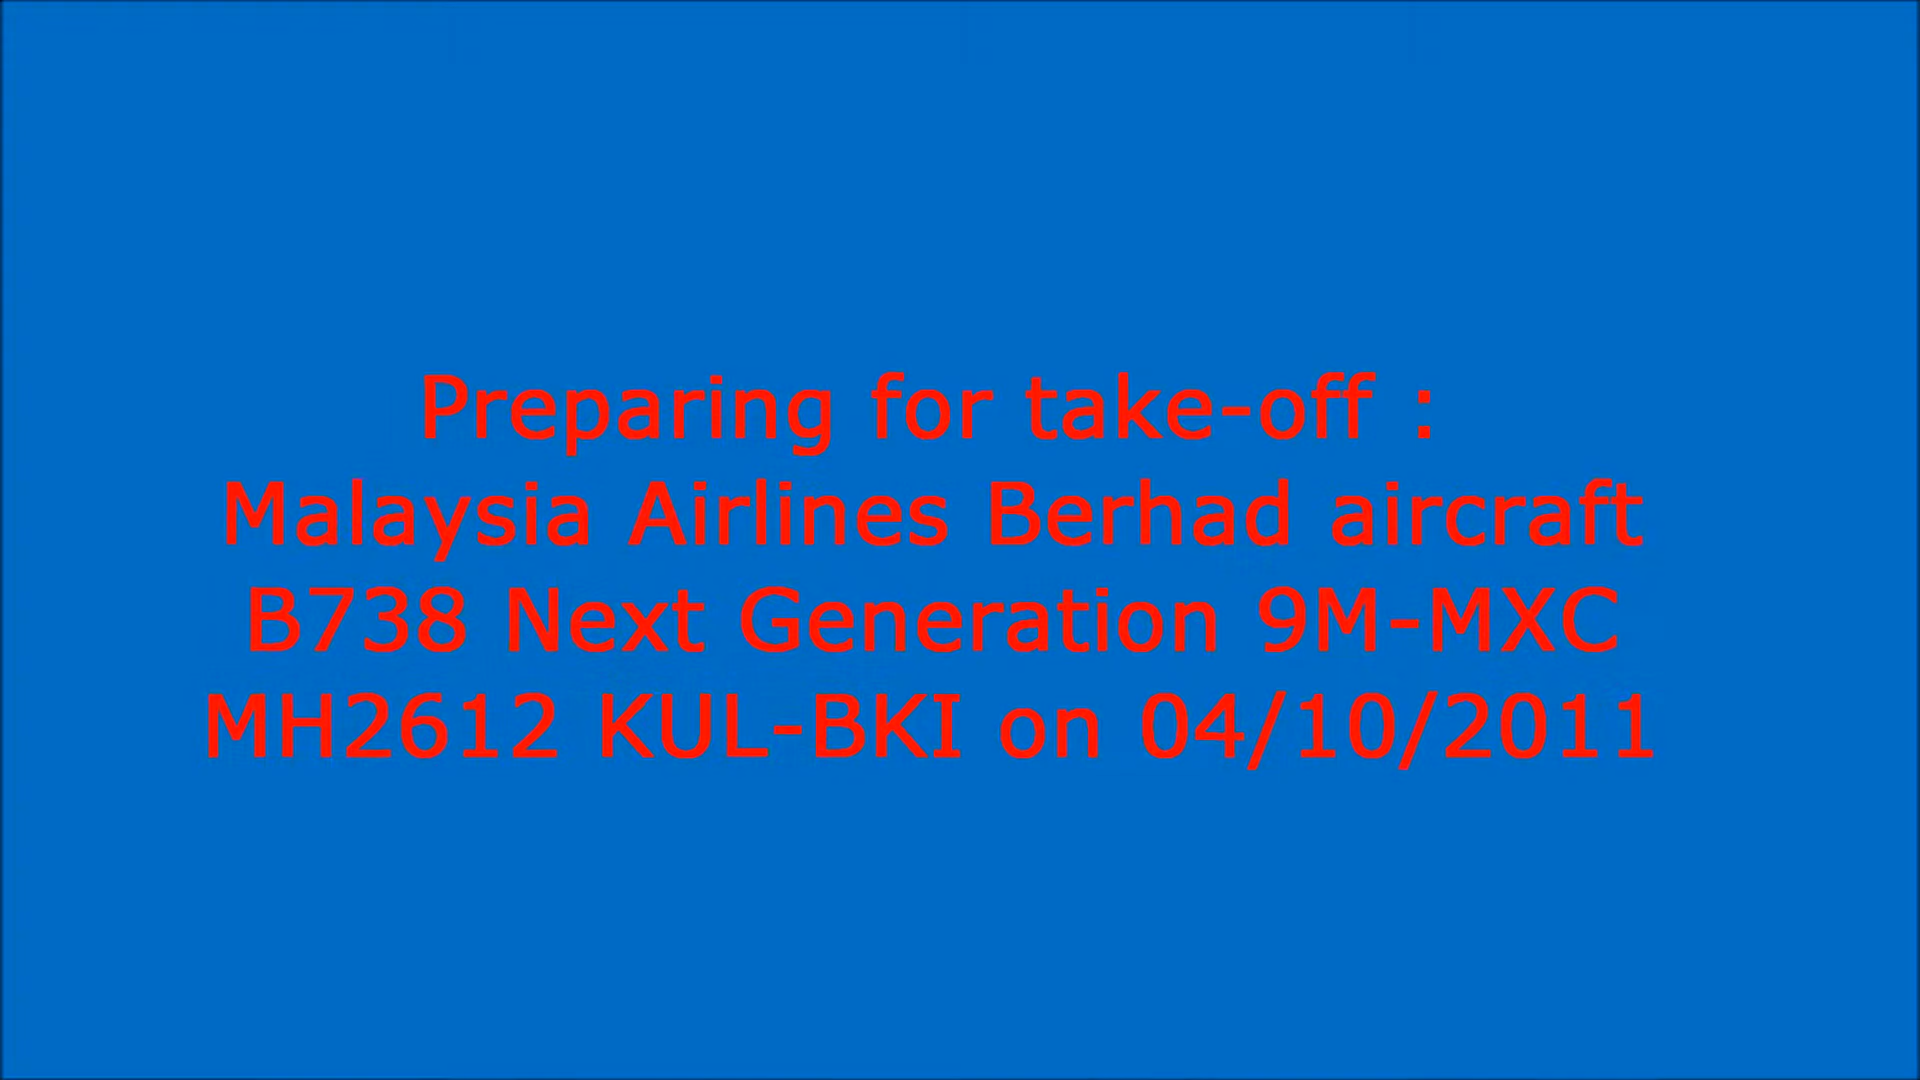 Preparing for take-off :
Malaysia Airlines Berhad aircraft
B738 Next Generation 9M-MXC
MH2612 KUL-BKI on 04/10/2011